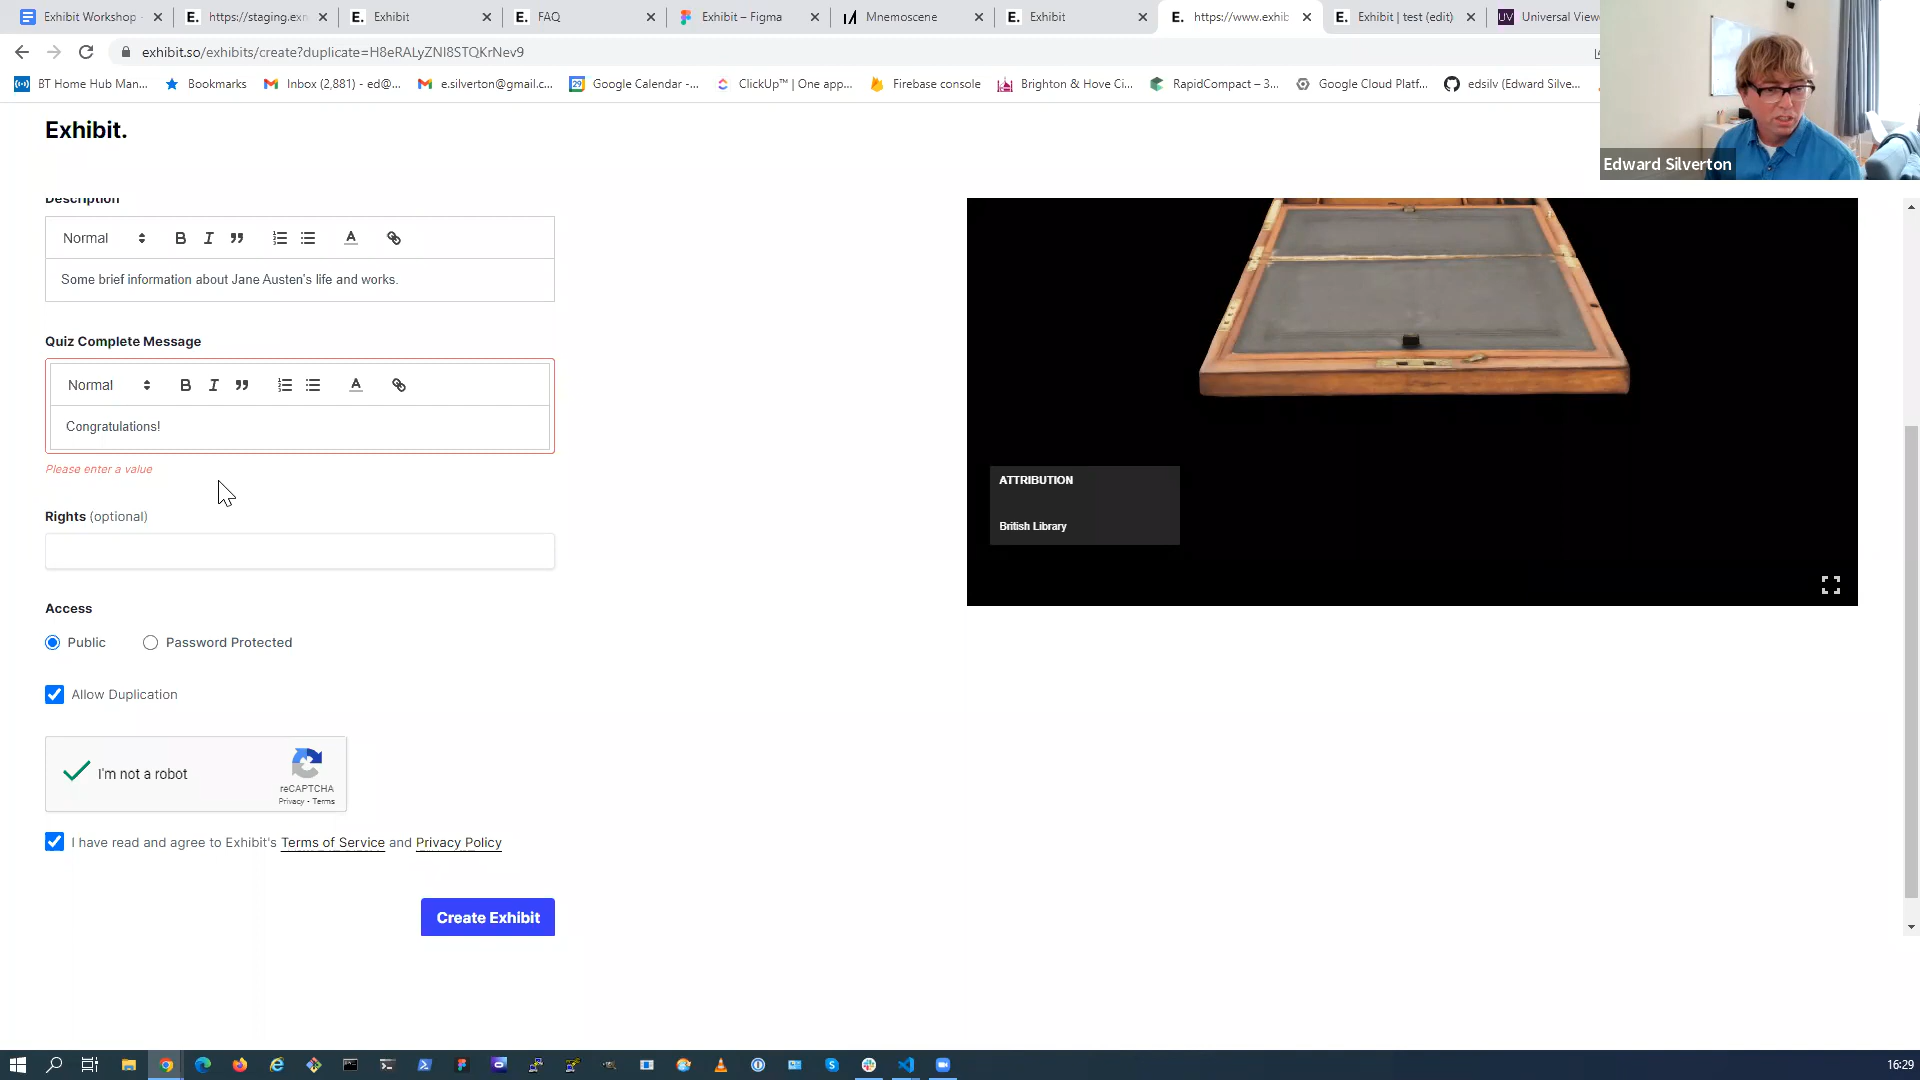 Exhibit Workshop
https://staging.ex
Exhibit
FAQ
Exhibit – Figma
Mnemoscene
Exhibit
https://www.exhib
Exhibit | test (edit)
Universal View
exhibit.so/exhibits/create?duplicate=H8eRALyZNI8STQKrNev9
BT Home Hub Man...
Bookmarks
Inbox (2,881) - ed@...
e.silverton@gmail.c...
Google Calendar -...
ClickUp™ | One app...
Firebase console
Brighton & Hove Ci...
RapidCompact – 3...
Google Cloud Platf...
edsilv (Edward Silve...
Edward Silverton
Exhibit.
Description
Normal
Some brief information about Jane Austen's life and works.
Quiz Complete Message
Normal
Congratulations!
Please enter a value
Rights (optional)
Access
Public
Password Protected
Allow Duplication
I'm not a robot
reCAPTCHA
Privacy - Terms
I have read and agree to Exhibit's Terms of Service and Privacy Policy
Create Exhibit
ATTRIBUTION
British Library
16:29